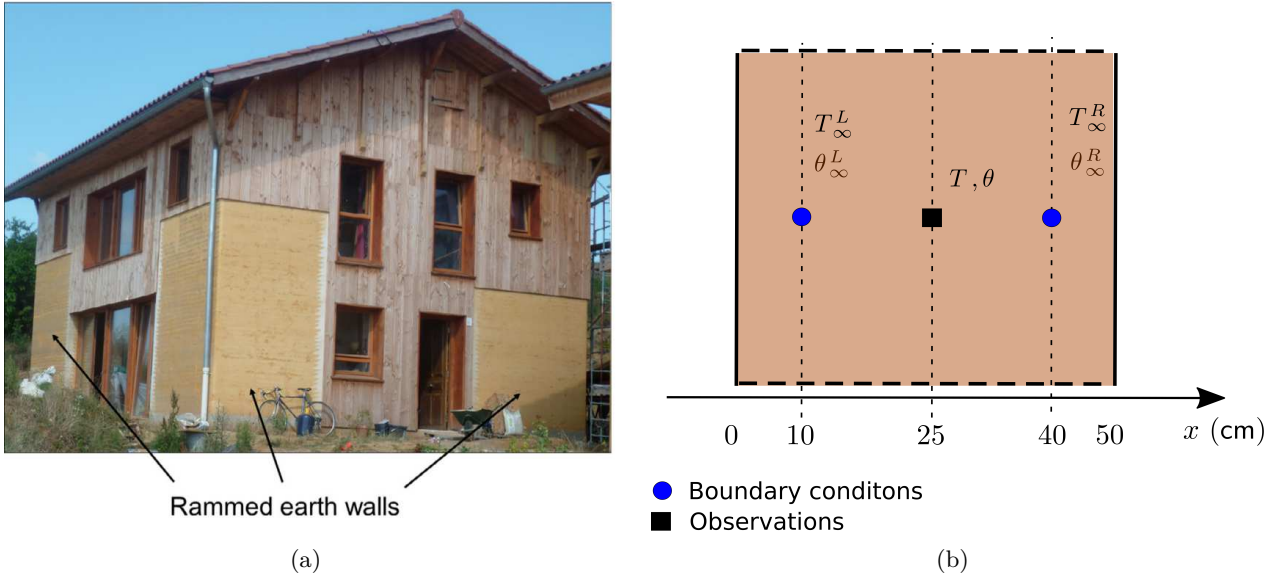 Rammed earth walls
(a)
T∞L
θ∞L
T∞R
θ∞R
T , θ
0 10 25 40 50 x (cm)
Boundary conditons
Observations
(b)